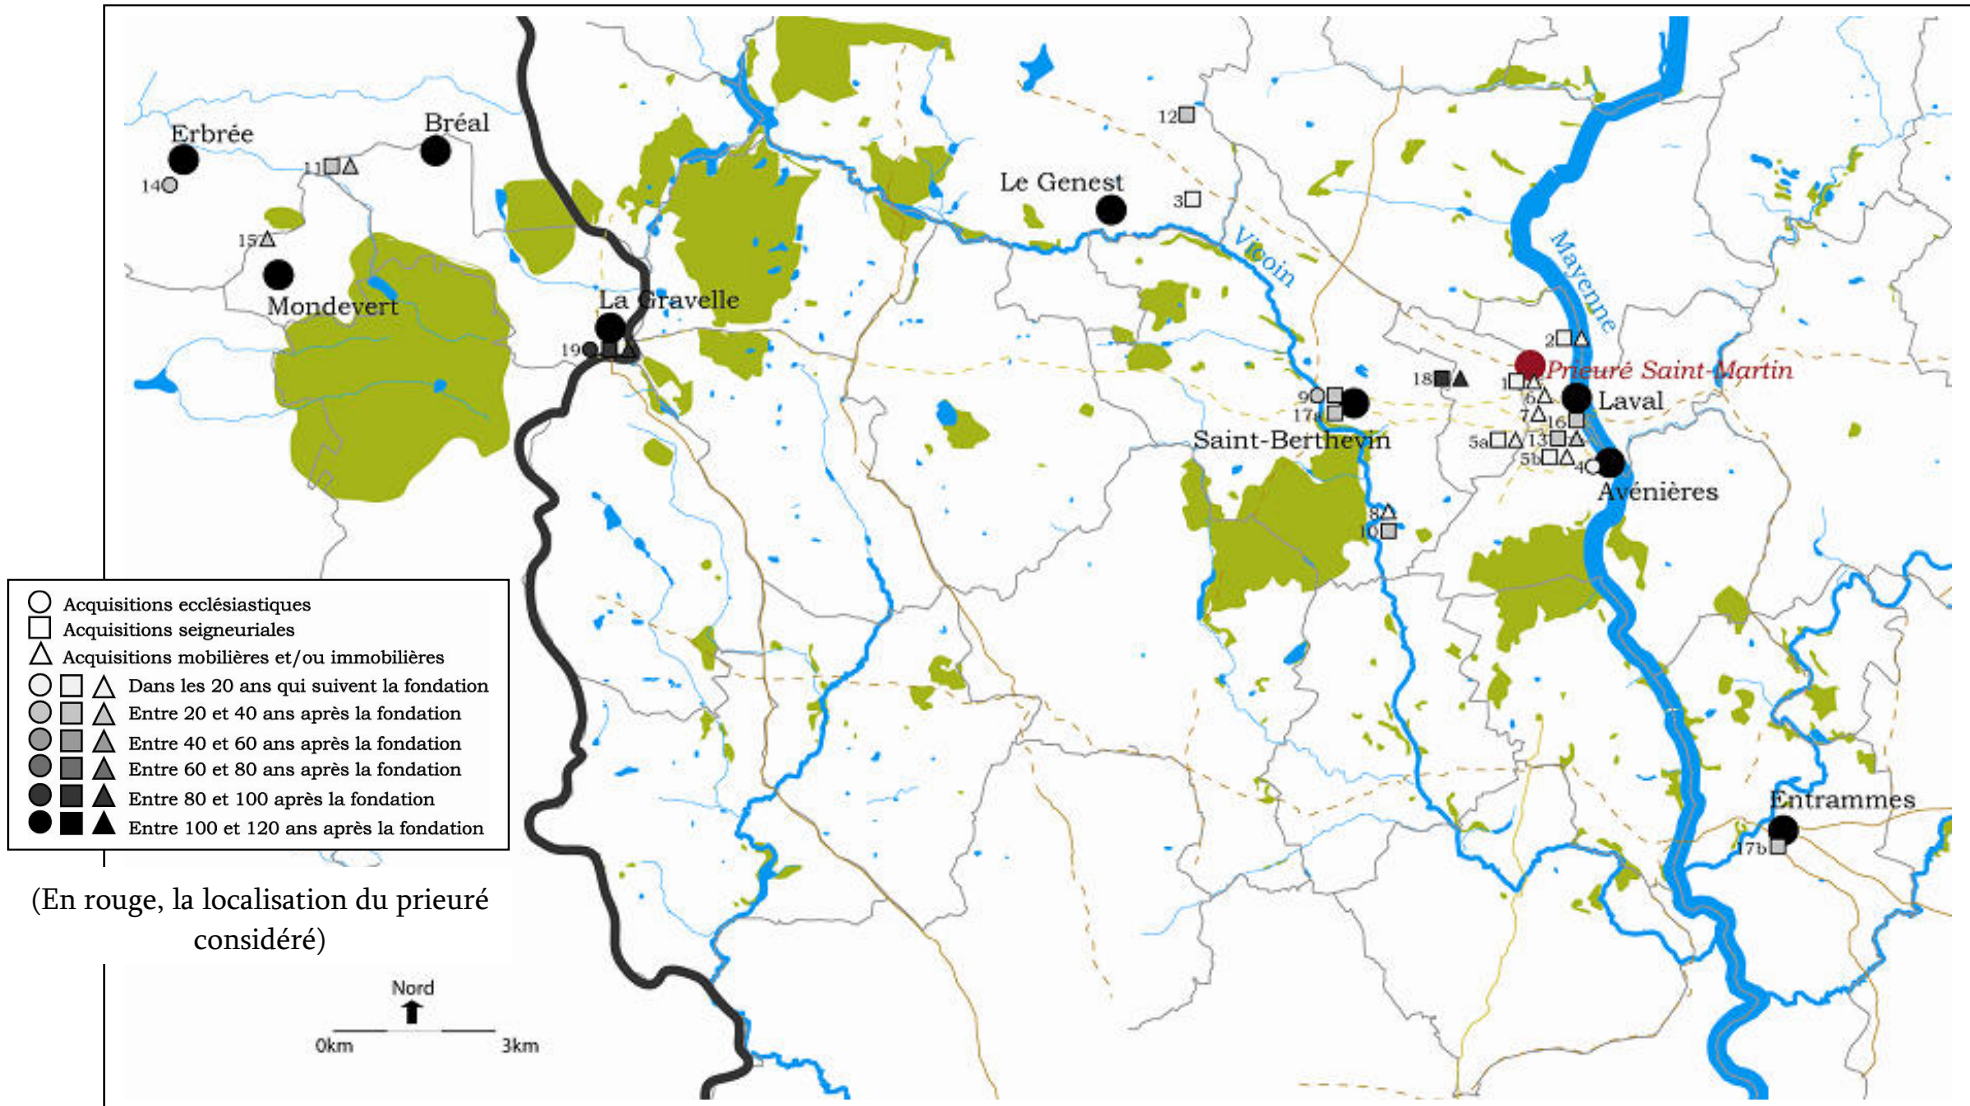 12
Bréal
Erbrée
11
14
Le Genest
3
15
Vicoin
Mayenne
Mondevert
La Gravelle
2
19
Prieuré Saint-Martin
18
1
6
9
Laval
7
17a
16
Saint-Berthevin
5a
13
5b
4
Avénières
8
10
Acquisitions ecclésiastiques
Acquisitions seigneuriales
Acquisitions mobilières et/ou immobilières
Dans les 20 ans qui suivent la fondation
Entre 20 et 40 ans après la fondation
Entre 40 et 60 ans après la fondation
Entre 60 et 80 ans après la fondation
Entre 80 et 100 après la fondation
Entre 100 et 120 ans après la fondation
Entrammes
17b
(En rouge, la localisation du prieuré
considéré)
Nord
0km 3km